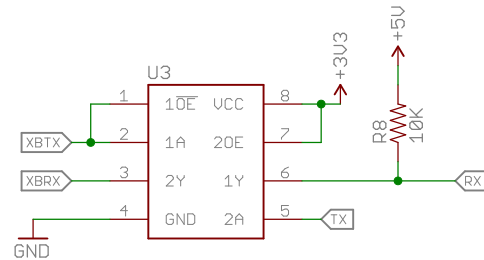 +5V
+3V3
U3
1 1OE VCC 8
R8
10K
XBTX 2 1A 2OE 7
XBRX 3 2Y 1Y 6 RX
4 GND 2A 5 TX
GND